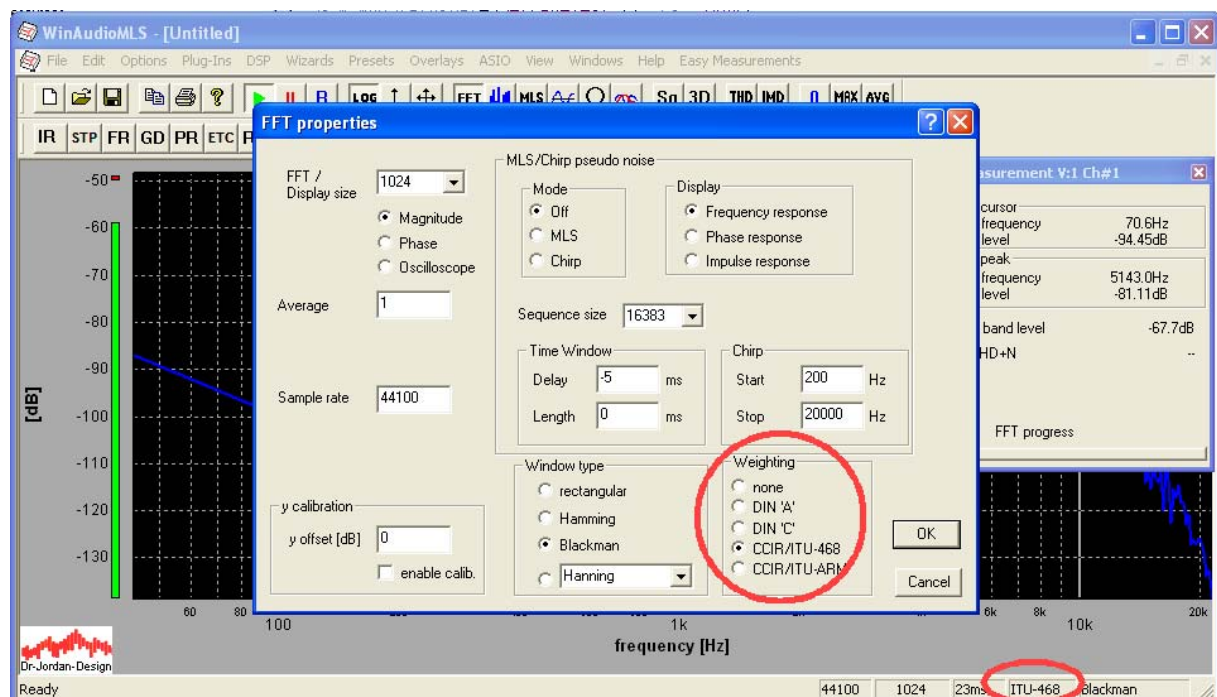 WinAudioMLS - [Untitled]
File Edit Options Plug-Ins DSP Wizards Presets Overlays ASIO View Windows Help Easy Measurements
R LOG FFT MLS 3D THD IMD MAX AVG
IR STP FR GD PR ETC
FFT properties
FFT / Display size 1024
Magnitude
Phase
Oscilloscope
Average 1
Sample rate 44100
y calibration
y offset [dB] 0
enable calib.
MLS/Chirp pseudo noise
Mode
Off
MLS
Chirp
Display
Frequency response
Phase response
Impulse response
Sequence size 16383
Time Window
Delay -5 ms
Length 0 ms
Chirp
Start 200 Hz
Stop 20000 Hz
Window type
rectangular
Hamming
Blackman
Hanning
Weighting
none
DIN 'A'
DIN 'C'
CCIR/ITU-468
CCIR/ITU-ARM
OK
Cancel
asurement V:1 Ch#1
cursor
frequency 70.6Hz
level -94.45dB
peak
frequency 5143.0Hz
level -81.11dB
band level -67.7dB
HD+N --
FFT progress
-50
-60
-70
-80
-90
-100
-110
-120
-130
[dB]
60 80 100 1k 6k 8k 10k 20k
frequency [Hz]
Dr-Jordan-Design
Ready 44100 1024 23ms ITU-468 Blackman